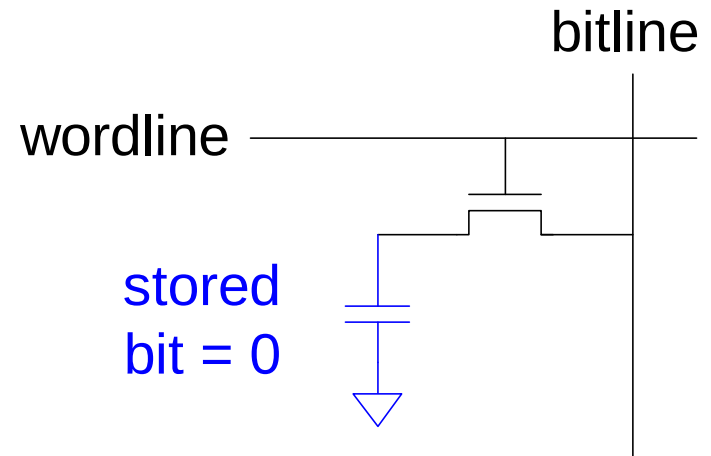 bitline
wordline
stored
bit = 0